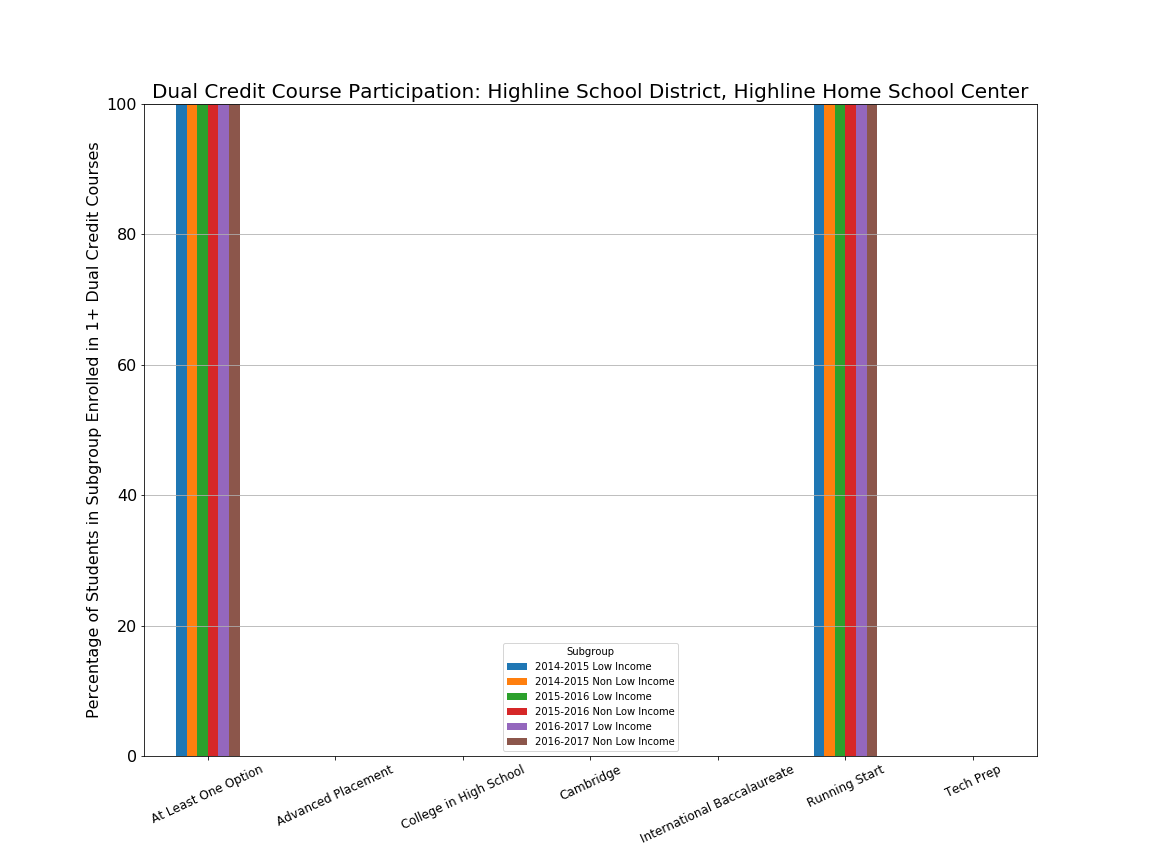 Dual Credit Course Participation: Highline School District, Highline Home School Center
Percentage of Students in Subgroup Enrolled in 1+ Dual Credit Courses
100
80
60
40
20
0
Subgroup
2014-2015 Low Income
2014-2015 Non Low Income
2015-2016 Low Income
2015-2016 Non Low Income
2016-2017 Low Income
2016-2017 Non Low Income
At Least One Option
Advanced Placement
College in High School
Cambridge
International Baccalaureate
Running Start
Tech Prep